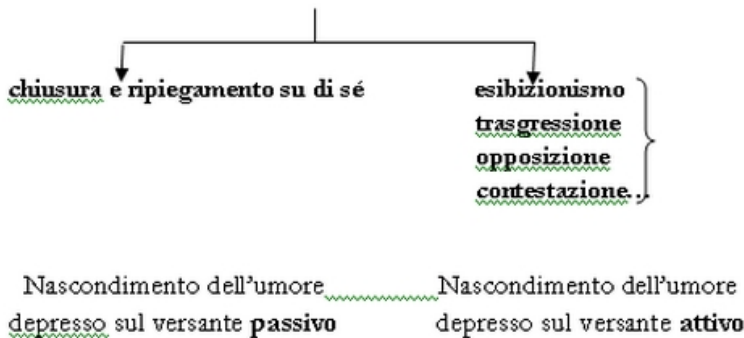 chiusura e ripiegamento su di sé esibizionismo
trasgressione
opposizione
contestazione...
Nascondimento dell'umore Nascondimento dell'umore
depresso sul versante passivo depresso sul versante attivo